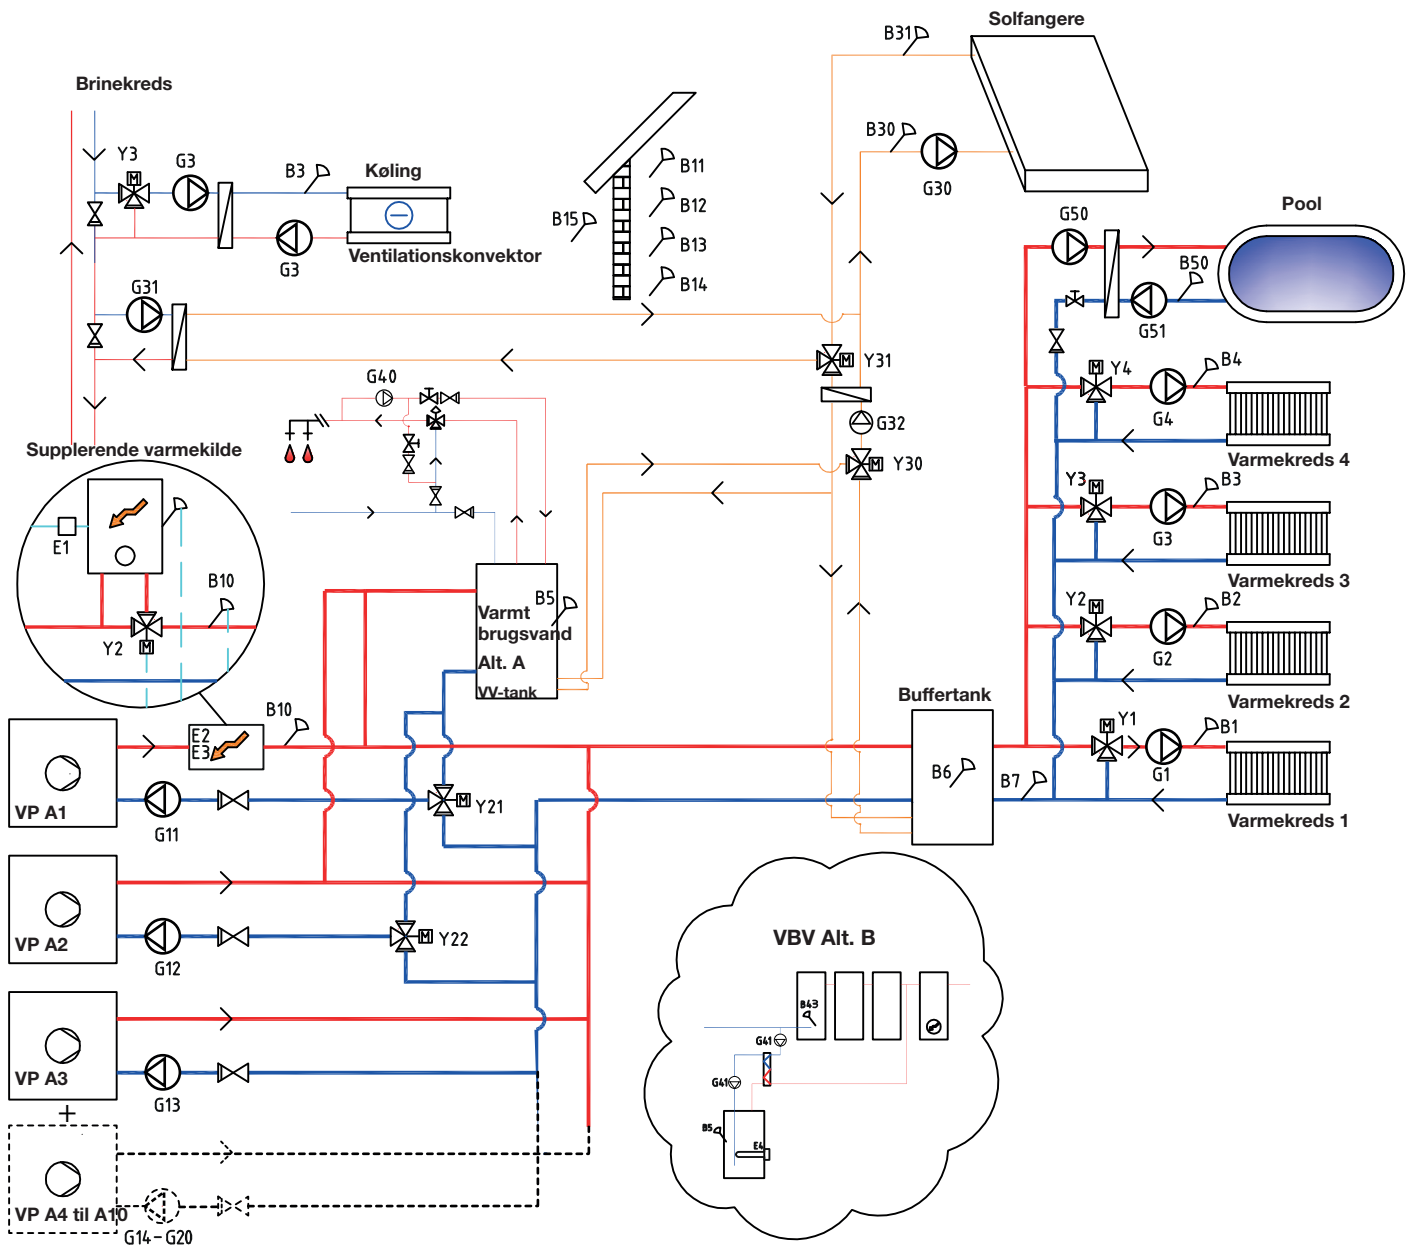 Solfangere
B31
Brinekreds
B30
G30
Y3
G3
B3
Køling
B11
B12
B15
B13
B14
G3
Ventilationskonvektor
G50
Pool
B50
G51
G31
Y31
Y4
B4
G4
G40
G32
Varmekreds 4
Supplerende varmekilde
Y30
Y3
B3
G3
E1
B10
Varmekreds 3
Y2
Y2
B2
G2
B5
Varmt
brugsvand
Alt. A
VV-tank
Buffertank
Varmekreds 2
B10
E2
E3
Y1
B1
G1
B6
B7
VP A1
G11
Y21
Varmekreds 1
VP A2
G12
Y22
VBV Alt. B
B43
G41
G41
B5
E4
VP A3
G13
+
VP A4 til A10
G14-G20
M
M
M
M
M
M
M
M
M
M
M